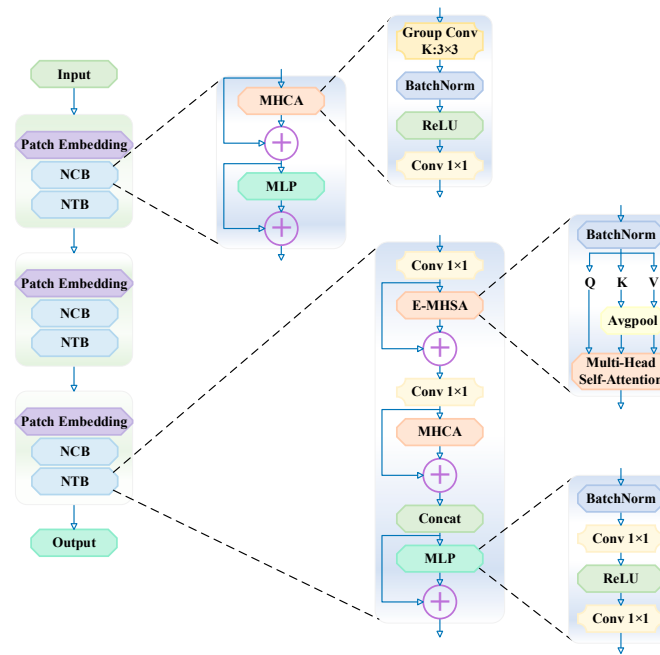 Input
Patch Embedding
NCB
NTB
Patch Embedding
NCB
NTB
Patch Embedding
NCB
NTB
Output
MHCA
MLP
Group Conv
K:3×3
BatchNorm
ReLU
Conv 1×1
Conv 1×1
E-MHSA
Conv 1×1
MHCA
Concat
MLP
BatchNorm
Q K V
Avgpool
Multi-Head
Self-Attention
BatchNorm
Conv 1×1
ReLU
Conv 1×1